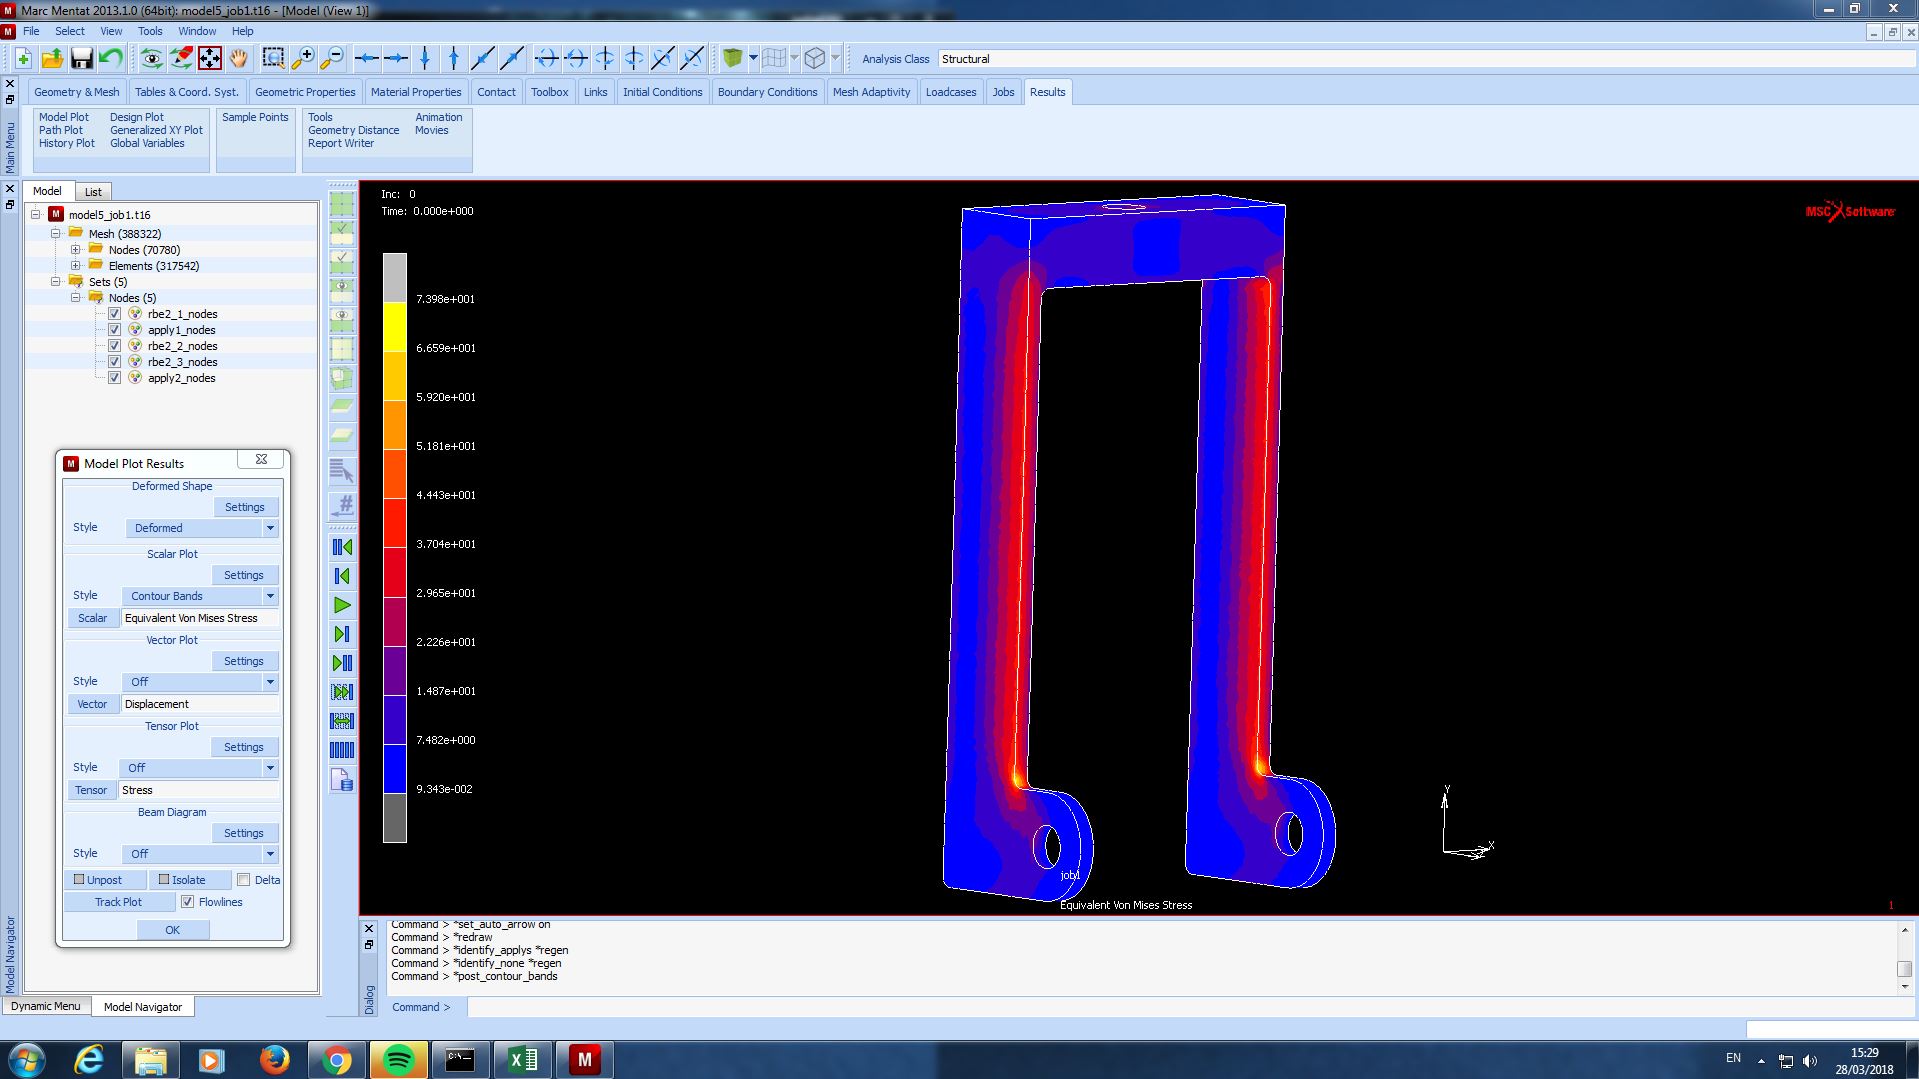 Marc Mentat 2013.1.0 (64bit): model5_job1.t16 - [Model (View 1)]
File Select View Tools Window Help
Analysis Class Structural
Geometry & Mesh Tables & Coord. Syst. Geometric Properties Material Properties Contact Toolbox Links Initial Conditions Boundary Conditions Mesh Adaptivity Loadcases Jobs Results
Main Menu
Model Plot Design Plot Sample Points Tools Animation
Path Plot Generalized XY Plot Geometry Distance Movies
History Plot Global Variables Report Writer
Model List
model5_job1.t16
Mesh (388322)
Nodes (70780)
Elements (317542)
Sets (5)
Nodes (5)
rbe2_1_nodes
apply1_nodes
rbe2_2_nodes
rbe2_3_nodes
apply2_nodes
Model Plot Results
Deformed Shape
Settings
Style Deformed
Scalar Plot
Settings
Style Contour Bands
Scalar Equivalent Von Mises Stress
Vector Plot
Settings
Style Off
Vector Displacement
Tensor Plot
Settings
Style Off
Tensor Stress
Beam Diagram
Settings
Style Off
Unpost Isolate Delta
Track Plot Flowlines
OK
Model Navigator
Dynamic Menu Model Navigator
Inc: 0
Time: 0.000e+000
MSC Software
7.398e+001
6.659e+001
5.920e+001
5.181e+001
4.443e+001
3.704e+001
2.965e+001
2.226e+001
1.487e+001
7.482e+000
9.343e-002
Y
X
job1
Equivalent Von Mises Stress
1
Command > *set_auto_arrow on
Command > *redraw
Command > *identify_applys *regen
Command > *identify_none *regen
Command > *post_contour_bands
Command >
Dialog
C:\
EN
15:29
28/03/2018